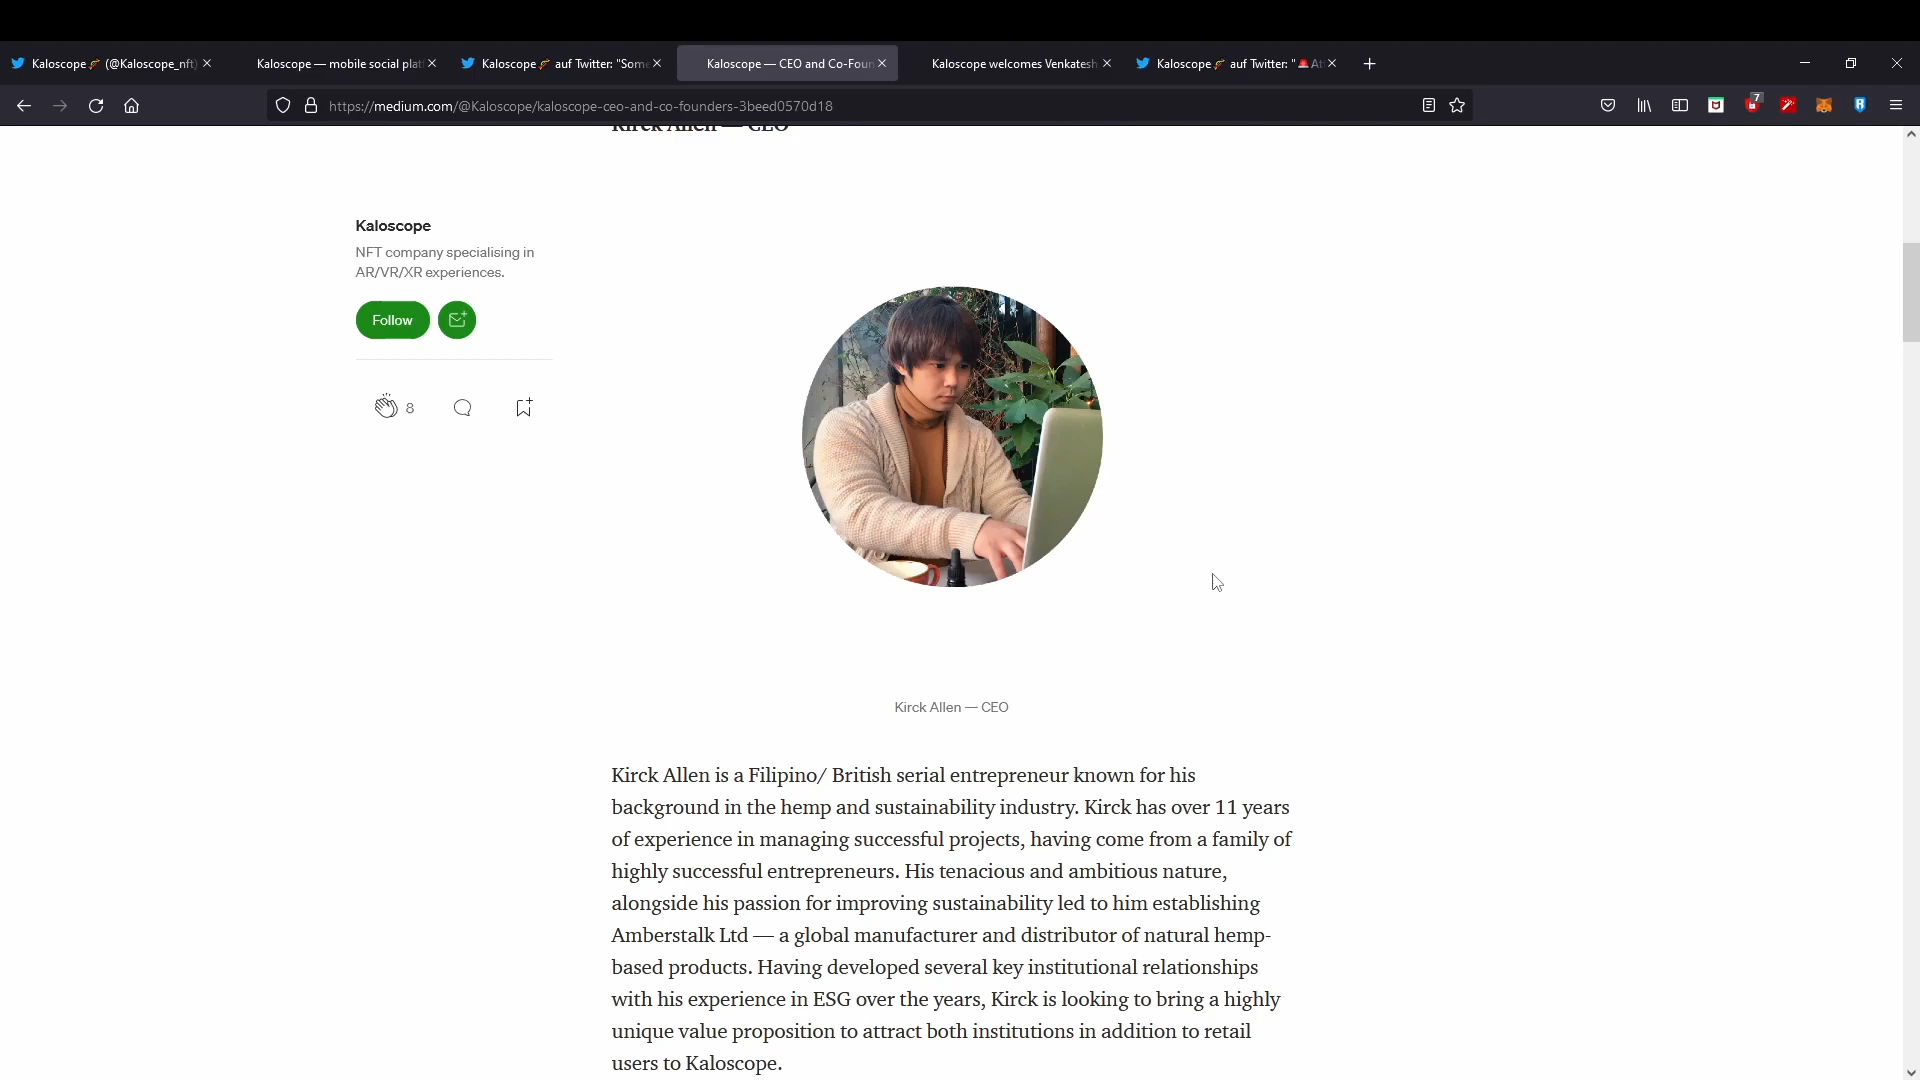 Kaloscope (@Kaloscope_nft)
Kaloscope — mobile social plat
Kaloscope auf Twitter: "Some
Kaloscope — CEO and Co-Foun
Kaloscope welcomes Venkatesh
Kaloscope auf Twitter: "🚨At
https://medium.com/@Kaloscope/kaloscope-ceo-and-co-founders-3beed0570d18
7
Kirck Allen — CEO
Kaloscope
NFT company specialising in
AR/VR/XR experiences.
Follow
8
Kirck Allen — CEO
Kirck Allen is a Filipino/ British serial entrepreneur known for his
background in the hemp and sustainability industry. Kirck has over 11 years
of experience in managing successful projects, having come from a family of
highly successful entrepreneurs. His tenacious and ambitious nature,
alongside his passion for improving sustainability led to him establishing
Amberstalk Ltd — a global manufacturer and distributor of natural hemp-
based products. Having developed several key institutional relationships
with his experience in ESG over the years, Kirck is looking to bring a highly
unique value proposition to attract both institutions in addition to retail
users to Kaloscope.